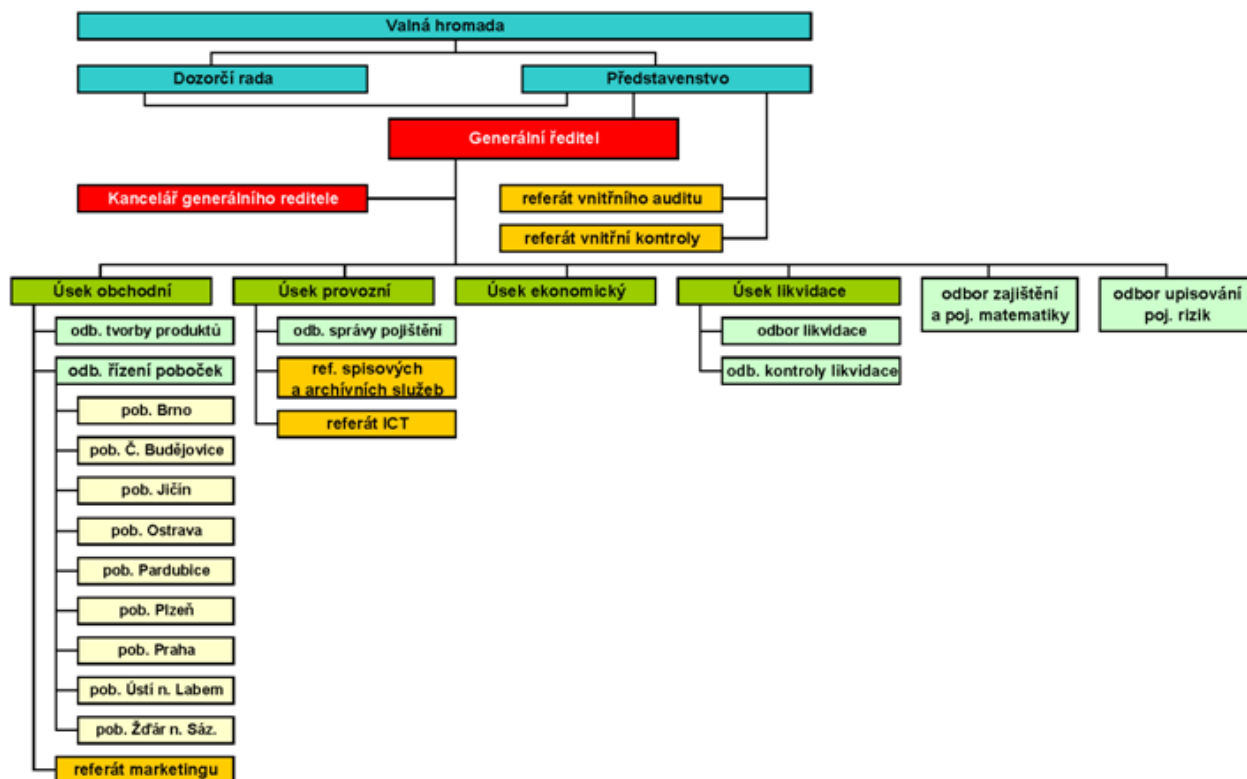 Valná hromada
Dozorčí rada
Představenstvo
Generální ředitel
Kancelář generálního reditele
referát vnitřního auditu
referát vnitřní kontroly
Úsek obchodní
Úsek provozní
Úsek ekonomický
Úsek likvidace
odbor zajištění
a poj. matematiky
odbor upisování
poj. rizik
odb. tvorby produktů
odb. řízení poboček
pob. Brno
pob. Č. Budějovice
pob. Jičín
pob. Ostrava
pob. Pardubice
pob. Plzeň
pob. Praha
pob. Ústí n. Labem
pob. Žďár n. Sáz.
referát marketingu
odb. správy pojištění
ref. spisových
a archívních služeb
referát ICT
odbor likvidace
odb. kontroly likvidace